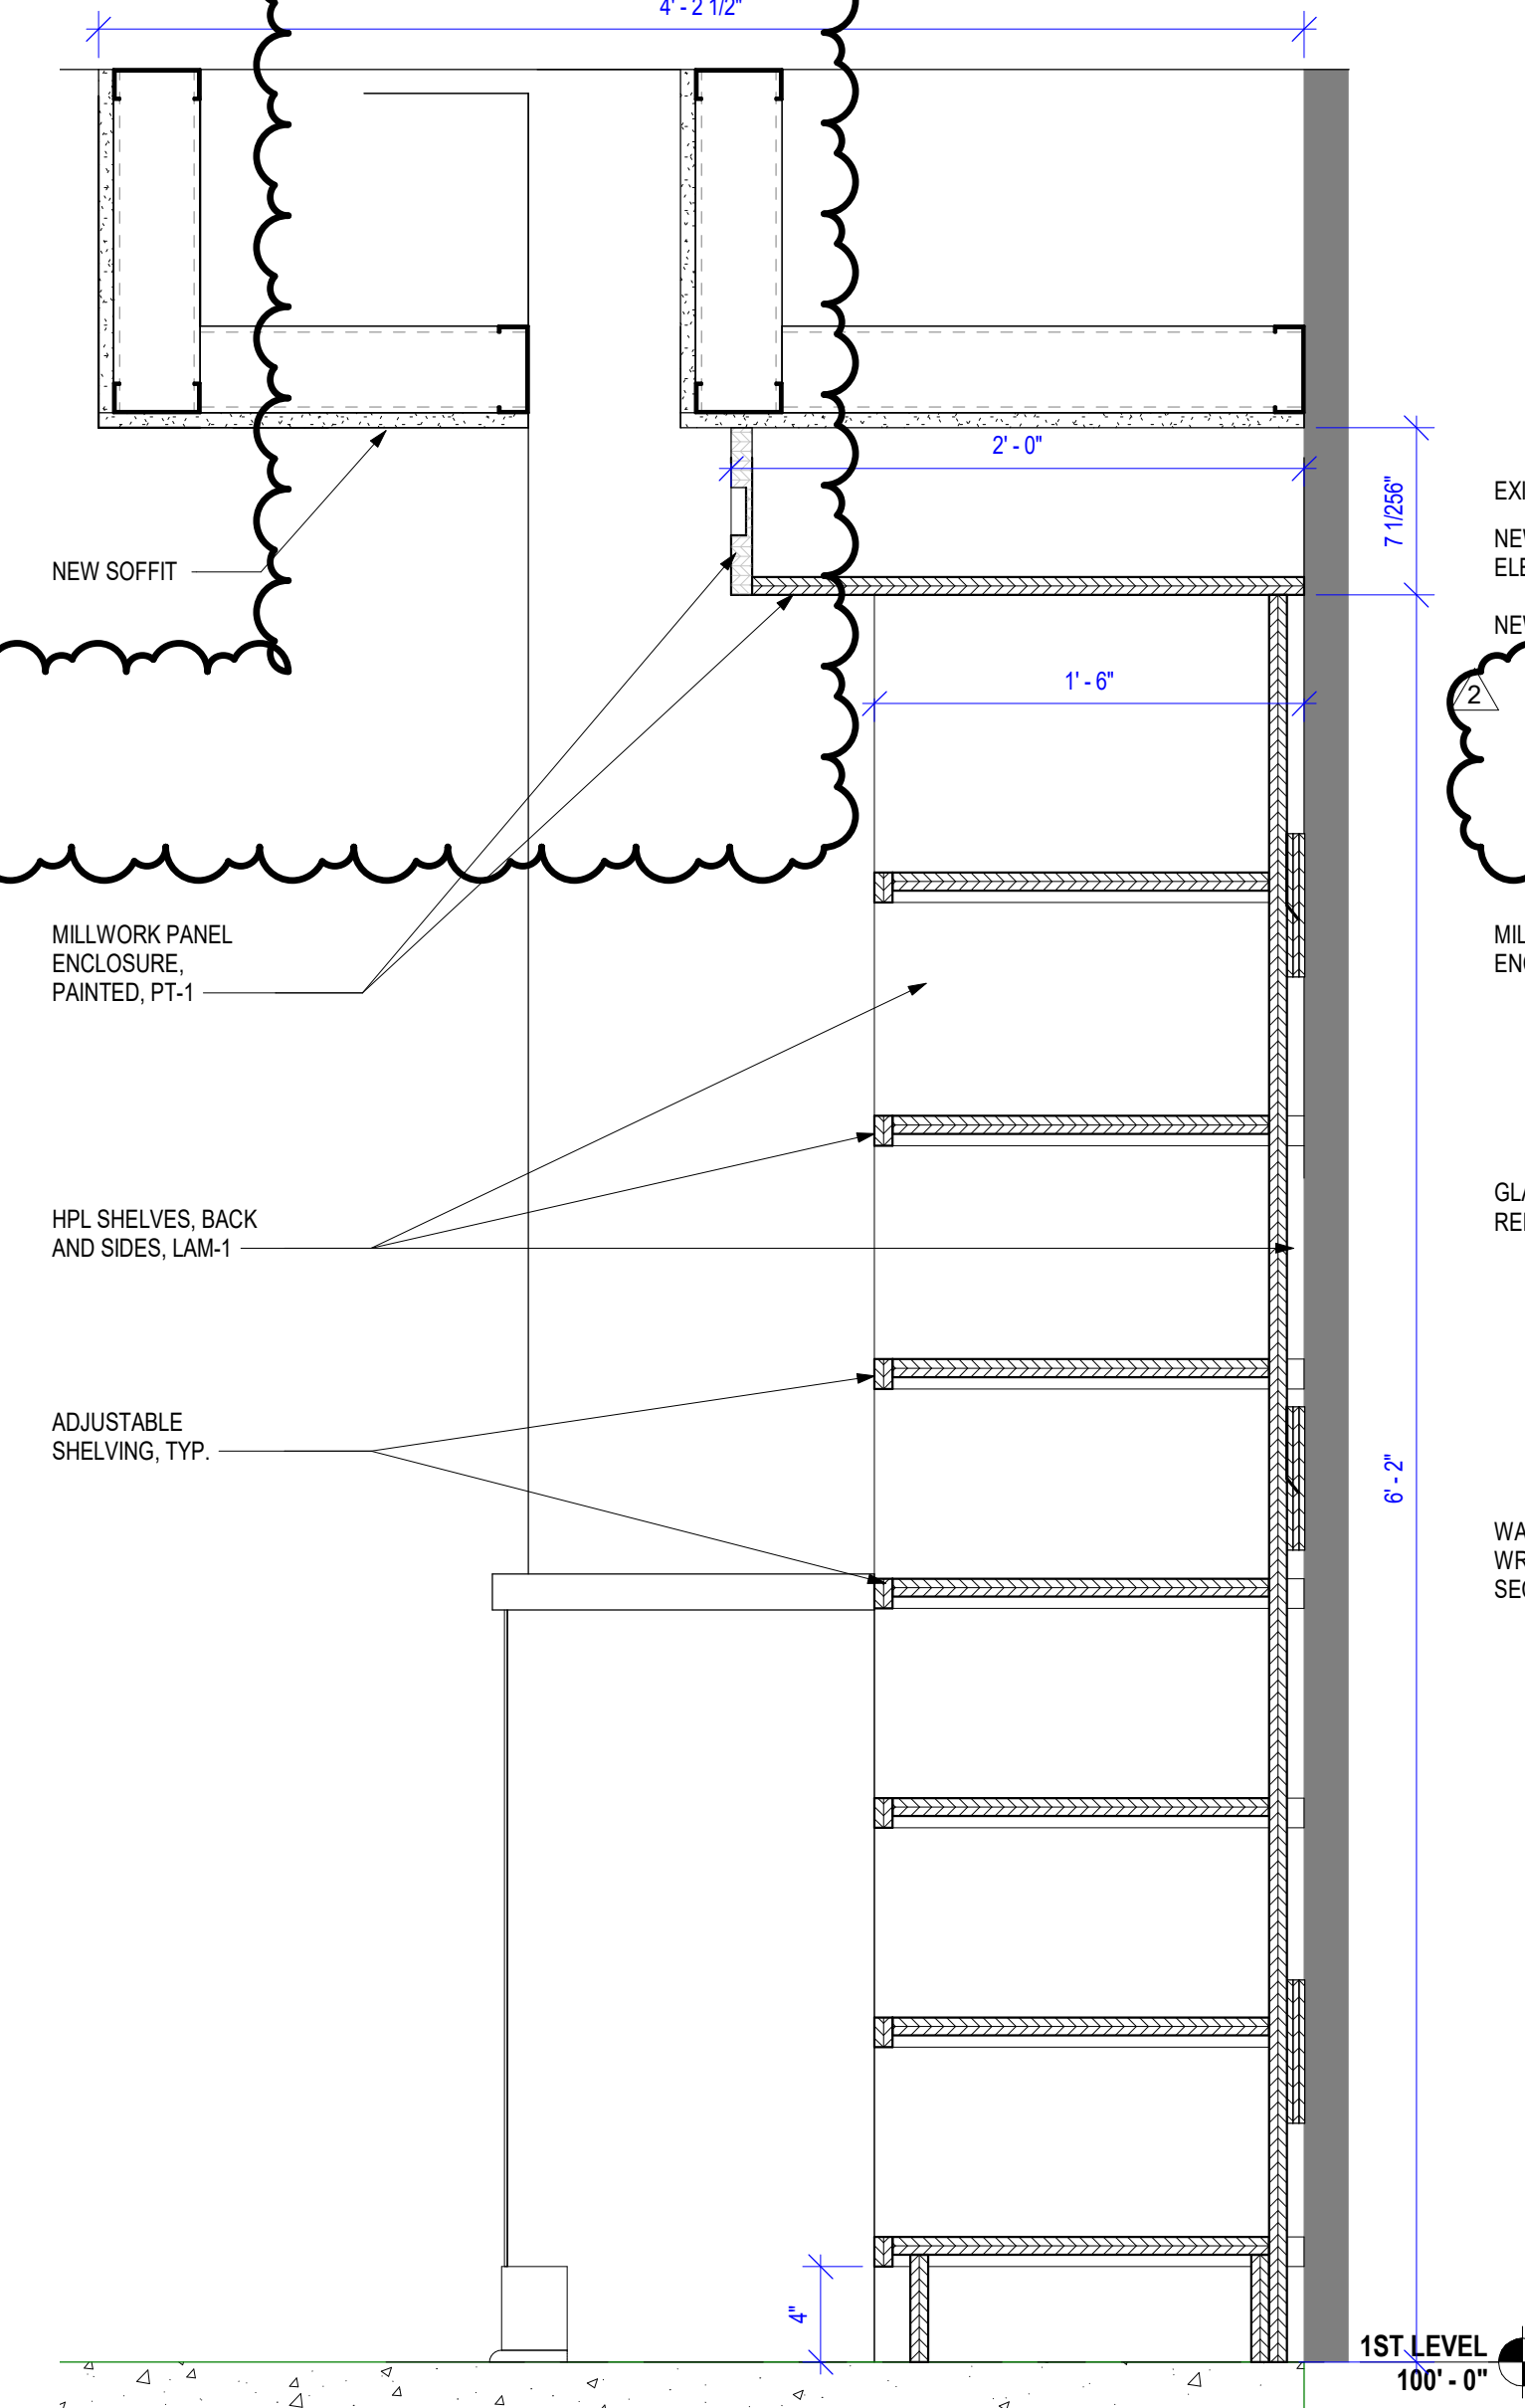 4' - 2 1/2"
2' - 0"
7 1/256"
NEW SOFFIT
1' - 6"
2
MILLWORK PANEL
ENCLOSURE,
PAINTED, PT-1
HPL SHELVES, BACK
AND SIDES, LAM-1
ADJUSTABLE
SHELVING, TYP.
6' - 2"
4"
1ST LEVEL
100' - 0"